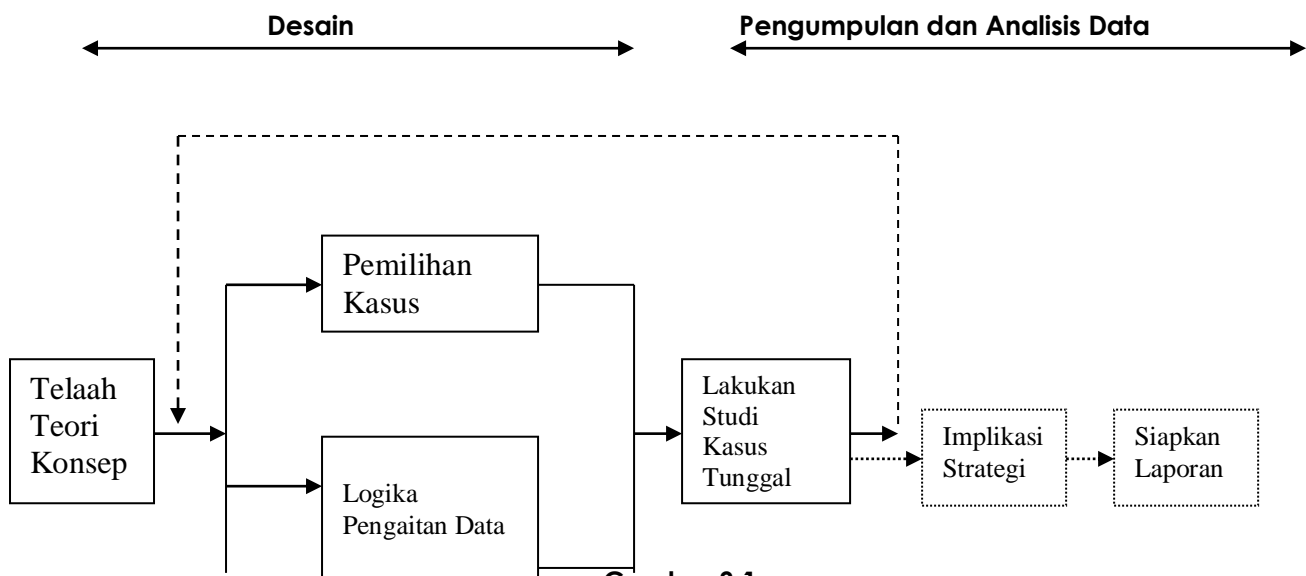 Desain
Pengumpulan dan Analisis Data
Pemilihan
Kasus
Telaah
Teori
Konsep
Logika
Pengaitan Data
Lakukan
Studi
Kasus
Tunggal
Implikasi
Strategi
Siapkan
Laporan